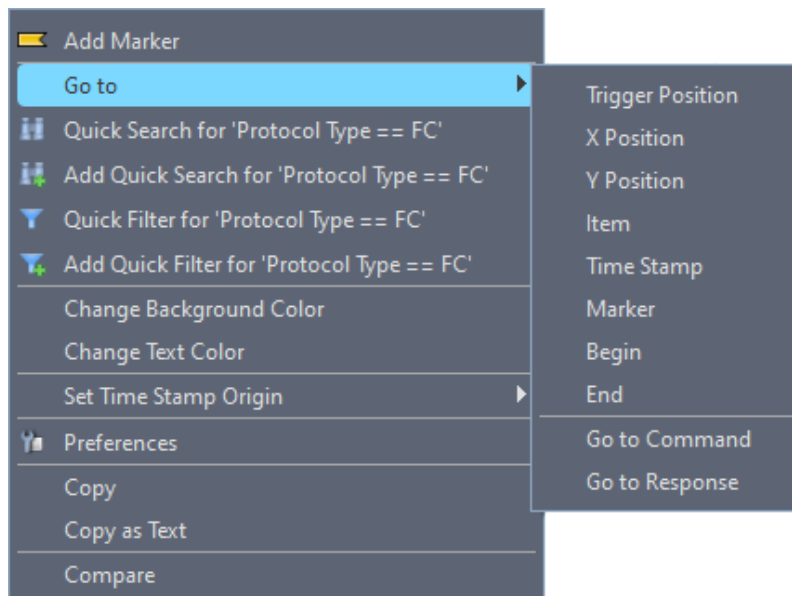 Add Marker
Go to
Quick Search for 'Protocol Type == FC'
Add Quick Search for 'Protocol Type == FC'
Quick Filter for 'Protocol Type == FC'
Add Quick Filter for 'Protocol Type == FC'
Change Background Color
Change Text Color
Set Time Stamp Origin
Preferences
Copy
Copy as Text
Compare
Trigger Position
X Position
Y Position
Item
Time Stamp
Marker
Begin
End
Go to Command
Go to Response